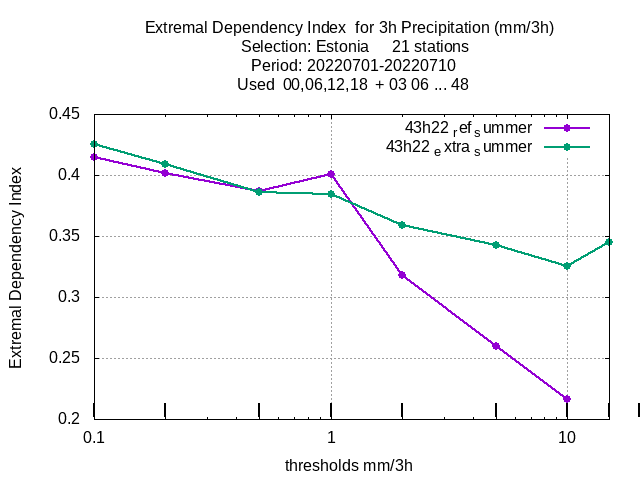 Extremal Dependency Index  for 3h Precipitation (mm/3h)
Selection: Estonia     21 stations
Period: 20220701-20220710
Used  00,06,12,18  + 03 06 ... 48
0.45
43h22 refsummer
43h22 extrasummer
0.4
0.35
0.3
0.25
0.2
Extremal Dependency Index
0.1 1 10
thresholds mm/3h